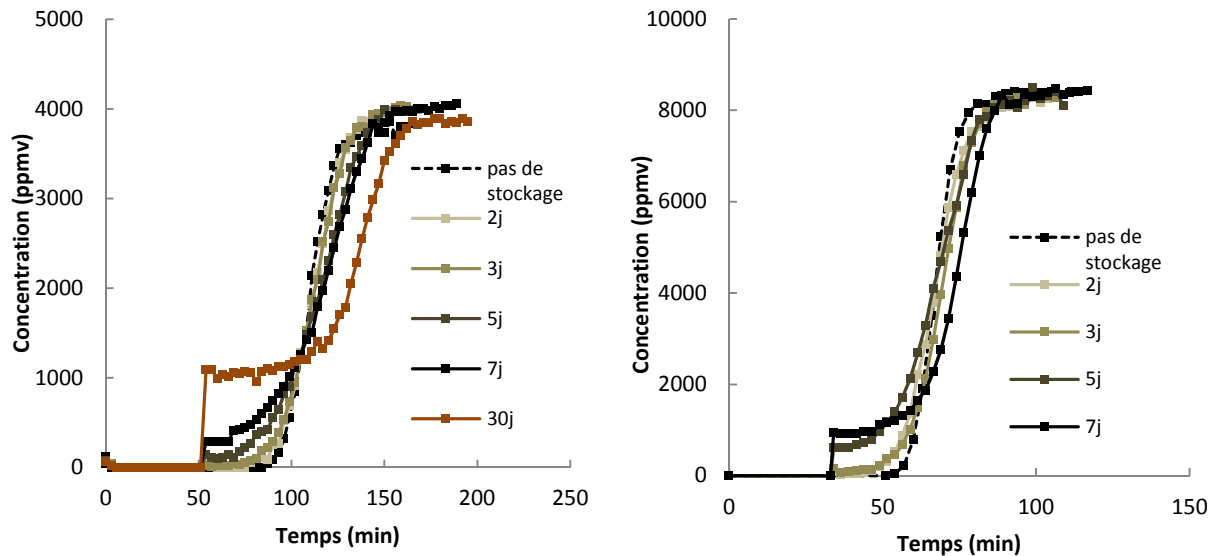 5000
4000
3000
2000
1000
0
Concentration (ppmv)
0
50
100
150
200
250
Temps (min)
pas de
stockage
2j
3j
5j
7j
30j
10000
8000
6000
4000
2000
0
Concentration (ppmv)
0
50
100
150
Temps (min)
pas de
stockage
2j
3j
5j
7j